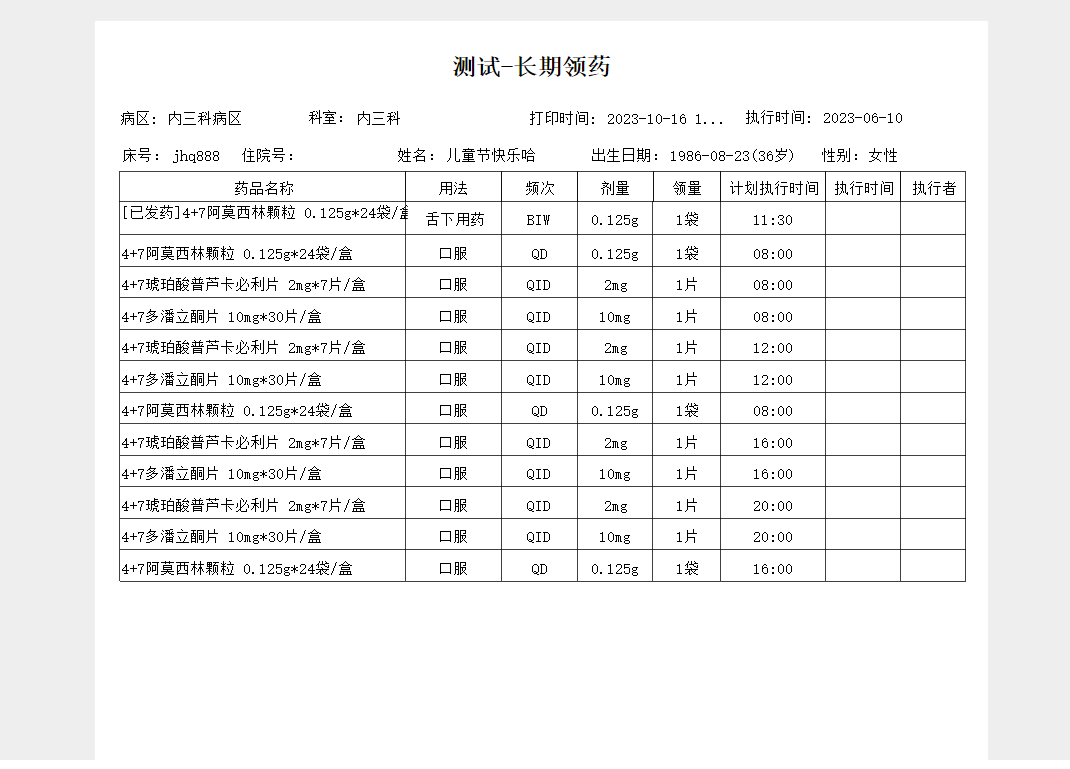 测试-长期领药
病区: 内三科病区 科室: 内三科 打印时间: 2023-10-16 1... 执行时间: 2023-06-10
床号: jhq888 住院号: 姓名: 儿童节快乐哈 出生日期: 1986-08-23(36岁) 性别: 女性
药品名称 用法 频次 剂量 领量 计划执行时间 执行时间 执行者
[已发药]4+7阿莫西林颗粒 0.125g*24袋/ 舌下用药 BIW 0.125g 1袋 11:30
4+7阿莫西林颗粒 0.125g*24袋/盒 口服 QD 0.125g 1袋 08:00
4+7琥珀酸普芦卡必利片 2mg*7片/盒 口服 QID 2mg 1片 08:00
4+7多潘立酮片 10mg*30片/盒 口服 QID 10mg 1片 08:00
4+7琥珀酸普芦卡必利片 2mg*7片/盒 口服 QID 2mg 1片 12:00
4+7多潘立酮片 10mg*30片/盒 口服 QID 10mg 1片 12:00
4+7阿莫西林颗粒 0.125g*24袋/盒 口服 QD 0.125g 1袋 08:00
4+7琥珀酸普芦卡必利片 2mg*7片/盒 口服 QID 2mg 1片 16:00
4+7多潘立酮片 10mg*30片/盒 口服 QID 10mg 1片 16:00
4+7琥珀酸普芦卡必利片 2mg*7片/盒 口服 QID 2mg 1片 20:00
4+7多潘立酮片 10mg*30片/盒 口服 QID 10mg 1片 20:00
4+7阿莫西林颗粒 0.125g*24袋/盒 口服 QD 0.125g 1袋 16:00